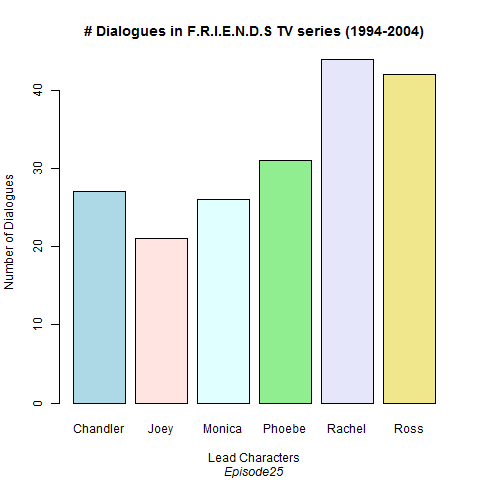 # Dialogues in F.R.I.E.N.D.S TV series (1994-2004)
Number of Dialogues
40
30
20
10
0
Chandler Joey Monica Phoebe Rachel Ross
Lead Characters
Episode25